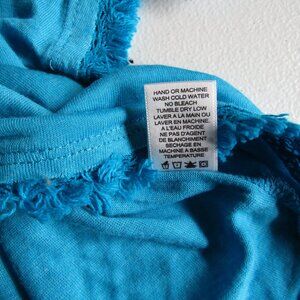 HAND OR MACHINE
WASH COLD WATER
NO BLEACH
TUMBLE DRY LOW
LAVER A LA MAIN OU
LAVER EN MACHINE
A L'EAU FROIDE
NE PAS D'AGENT
DE BLANCHIMENT
SECHAGE EN
MACHINE A BASSE
TEMPERATURE